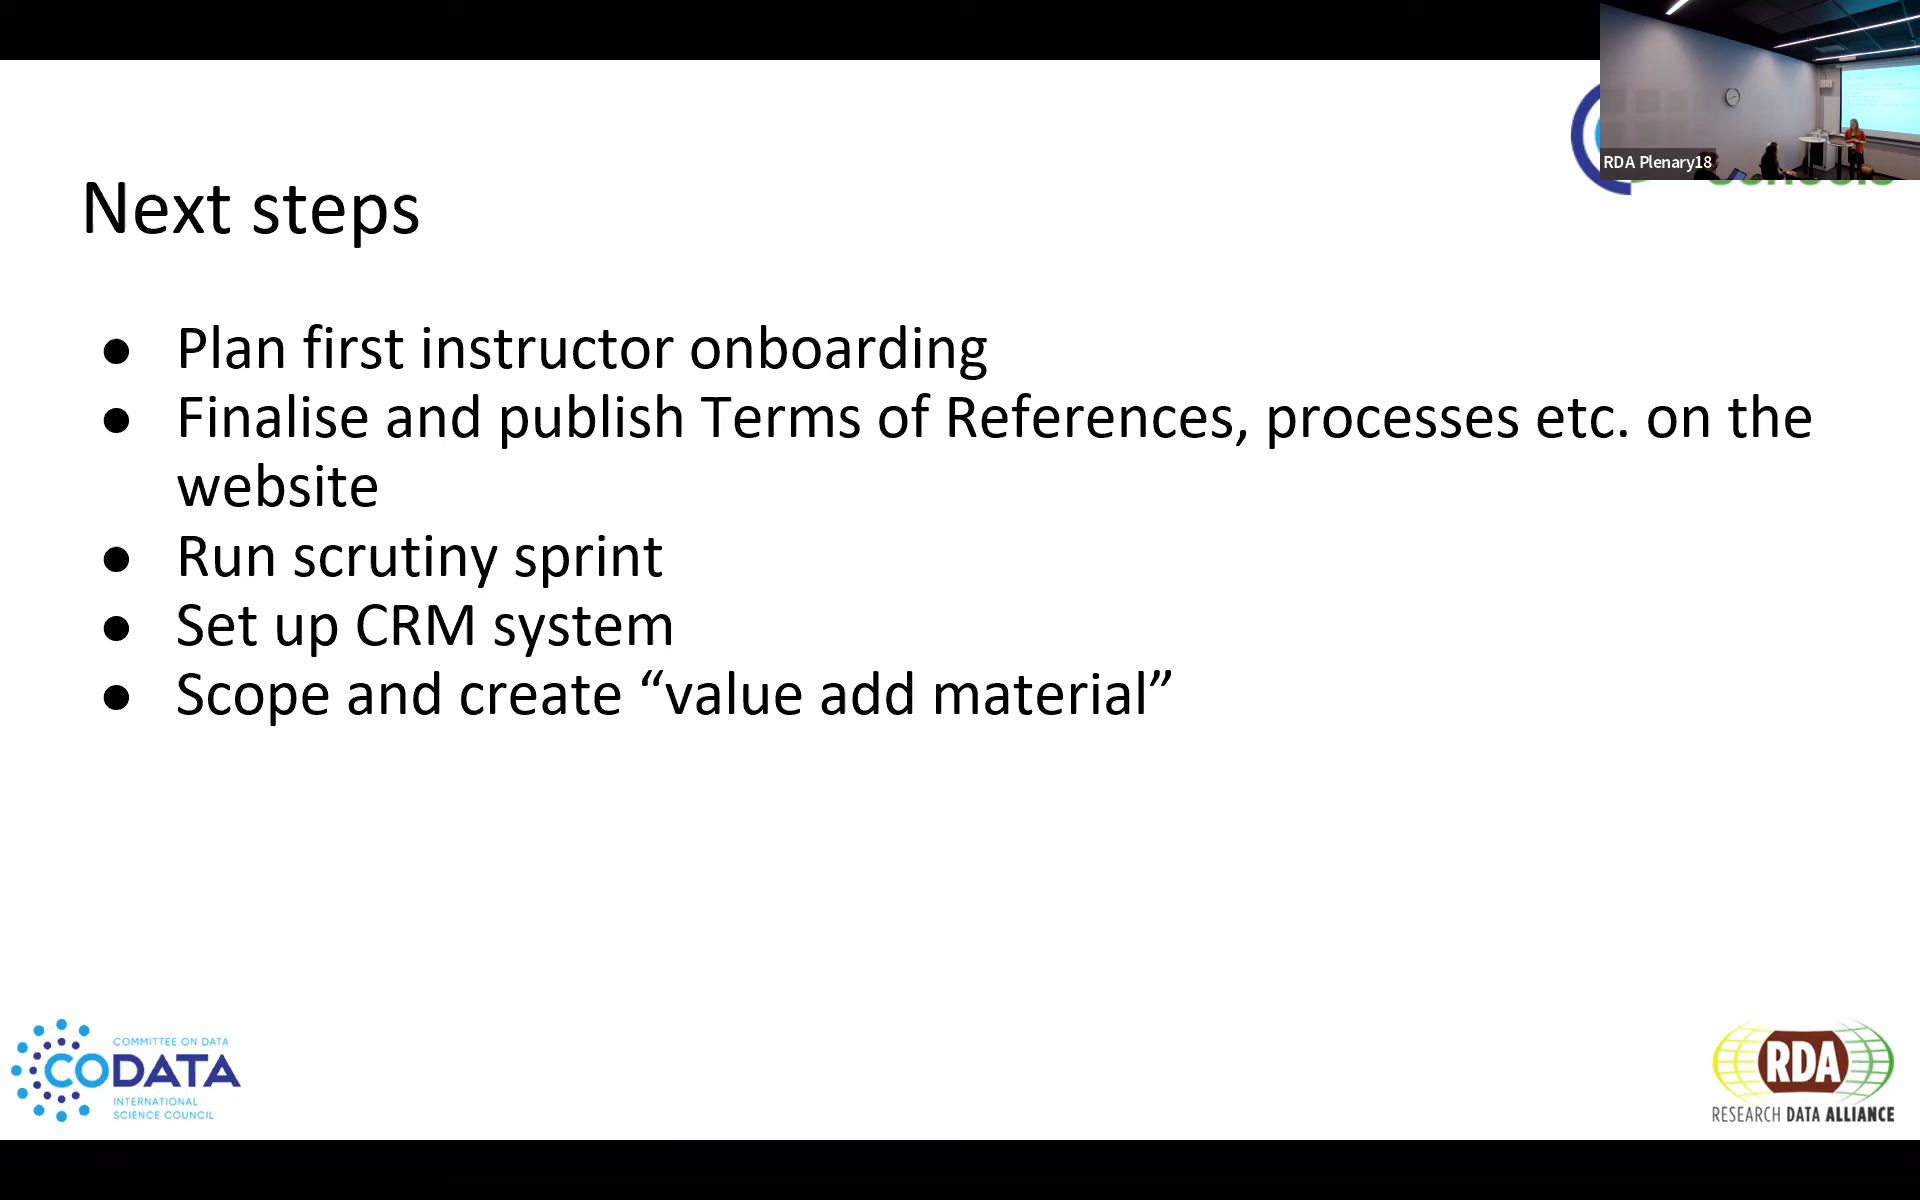 RDA Plenary18
Next steps
● Plan first instructor onboarding
● Finalise and publish Terms of References, processes etc. on the
website
● Run scrutiny sprint
● Set up CRM system
● Scope and create “value add material”
COMMITTEE ON DATA
CODATA
INTERNATIONAL
SCIENCE COUNCIL
RDA
RESEARCH DATA ALLIANCE